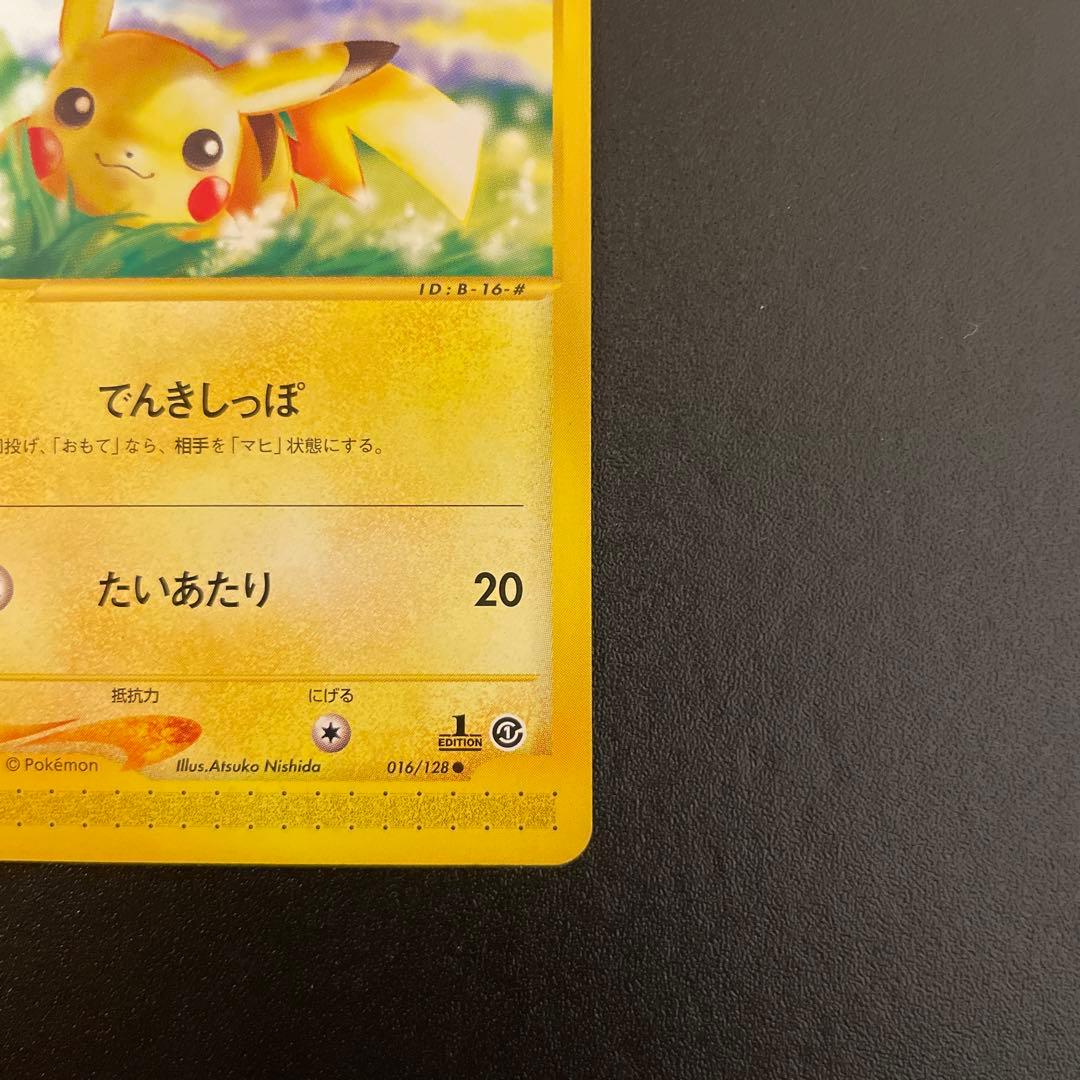 ID:B-16-#
でんきしっぽ
投げ、「おもて」なら、相手を「マヒ」状態にする。
たいあたり 20
抵抗力 にげる
1 EDITION
© Pokémon Illus.Atsuko Nishida 016/128●